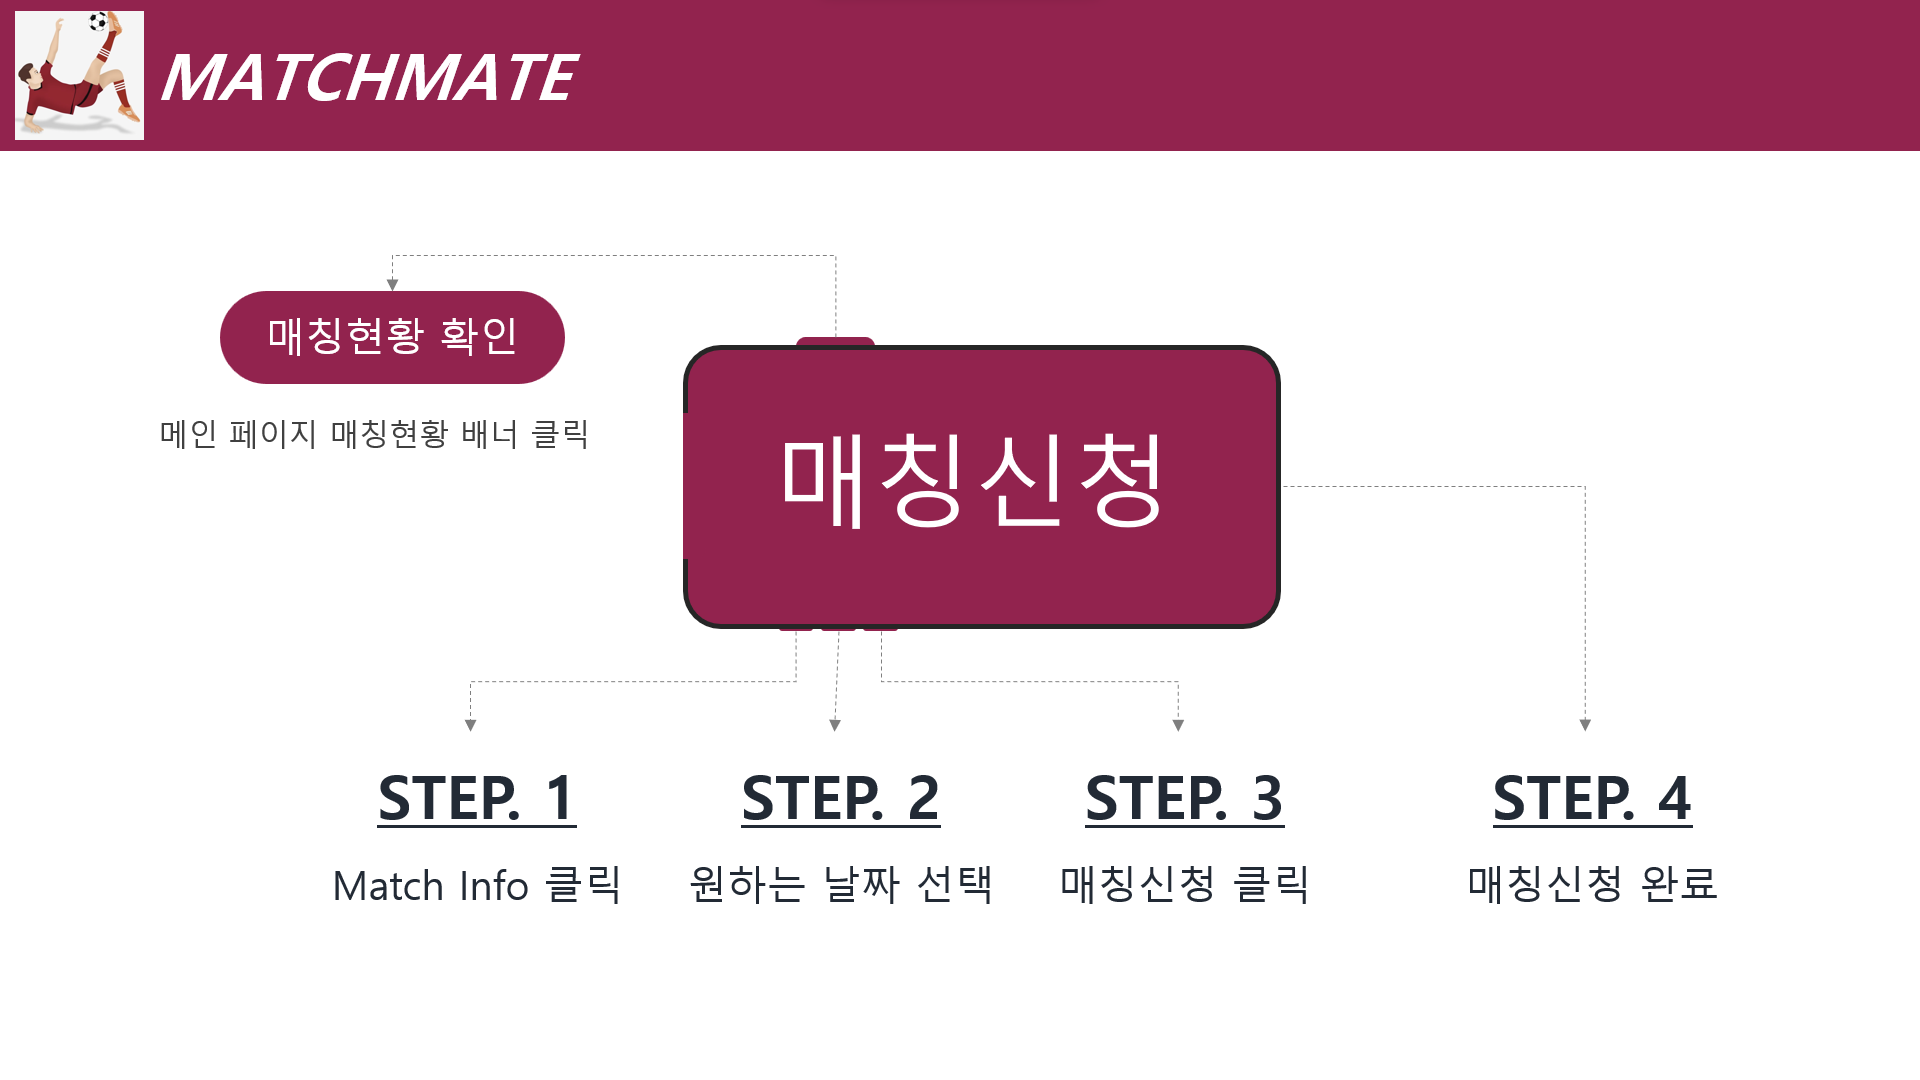 MATCHMATE
매칭현황 확인
메인 페이지 매칭현황 배너 클릭
매칭신청
STEP. 1
Match Info 클릭
STEP. 2
원하는 날짜 선택
STEP. 3
매칭신청 클릭
STEP. 4
매칭신청 완료